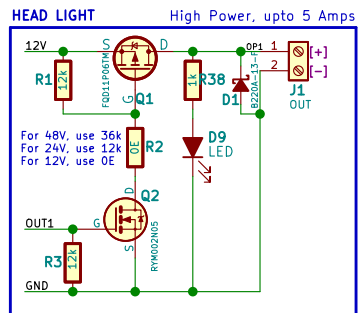 HEAD LIGHT
High Power, upto 5 Amps
12V
S
D
OP1
1
[+]
2
[-]
R1
12k
FQD11P06TM
G
Q1
1k
R38
D1
B220A-13-F
J1
OUT
For 48V, use 36k
For 24V, use 12k
For 12V, use 0E
0E
R2
D9
LED
D
Q2
OUT1
G
S
RYM002N05
R3
12k
GND